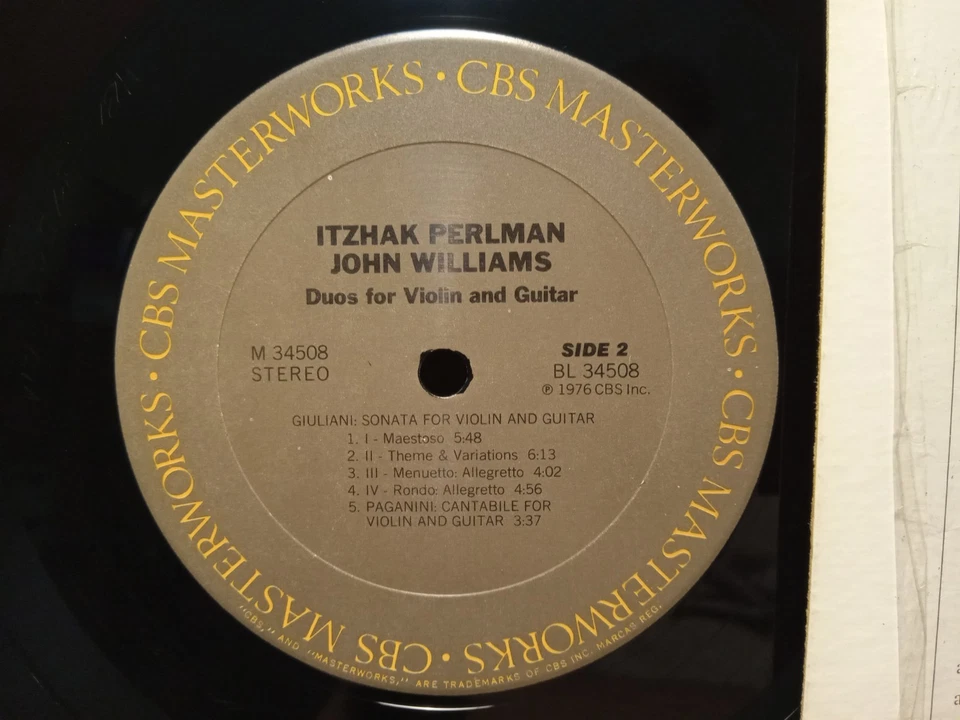 CBS MASTERWORKS • CBS MASTERWORKS • CBS MASTERWORKS • CBS MASTERWORKS •
ITZHAK PERLMAN
JOHN WILLIAMS
Duos for Violin and Guitar
M 34508
STEREO
SIDE 2
BL 34508
℗ 1976 CBS Inc.
GIULIANI: SONATA FOR VIOLIN AND GUITAR
1. I - Maestoso 5:48
2. II - Theme & Variations 6:13
3. III - Menuetto: Allegretto 4:02
4. IV - Rondo: Allegretto 4:56
5. PAGANINI: CANTABILE FOR
VIOLIN AND GUITAR 3:37
"CBS," AND "MASTERWORKS," ARE TRADEMARKS OF CBS INC. MARCAS REG.